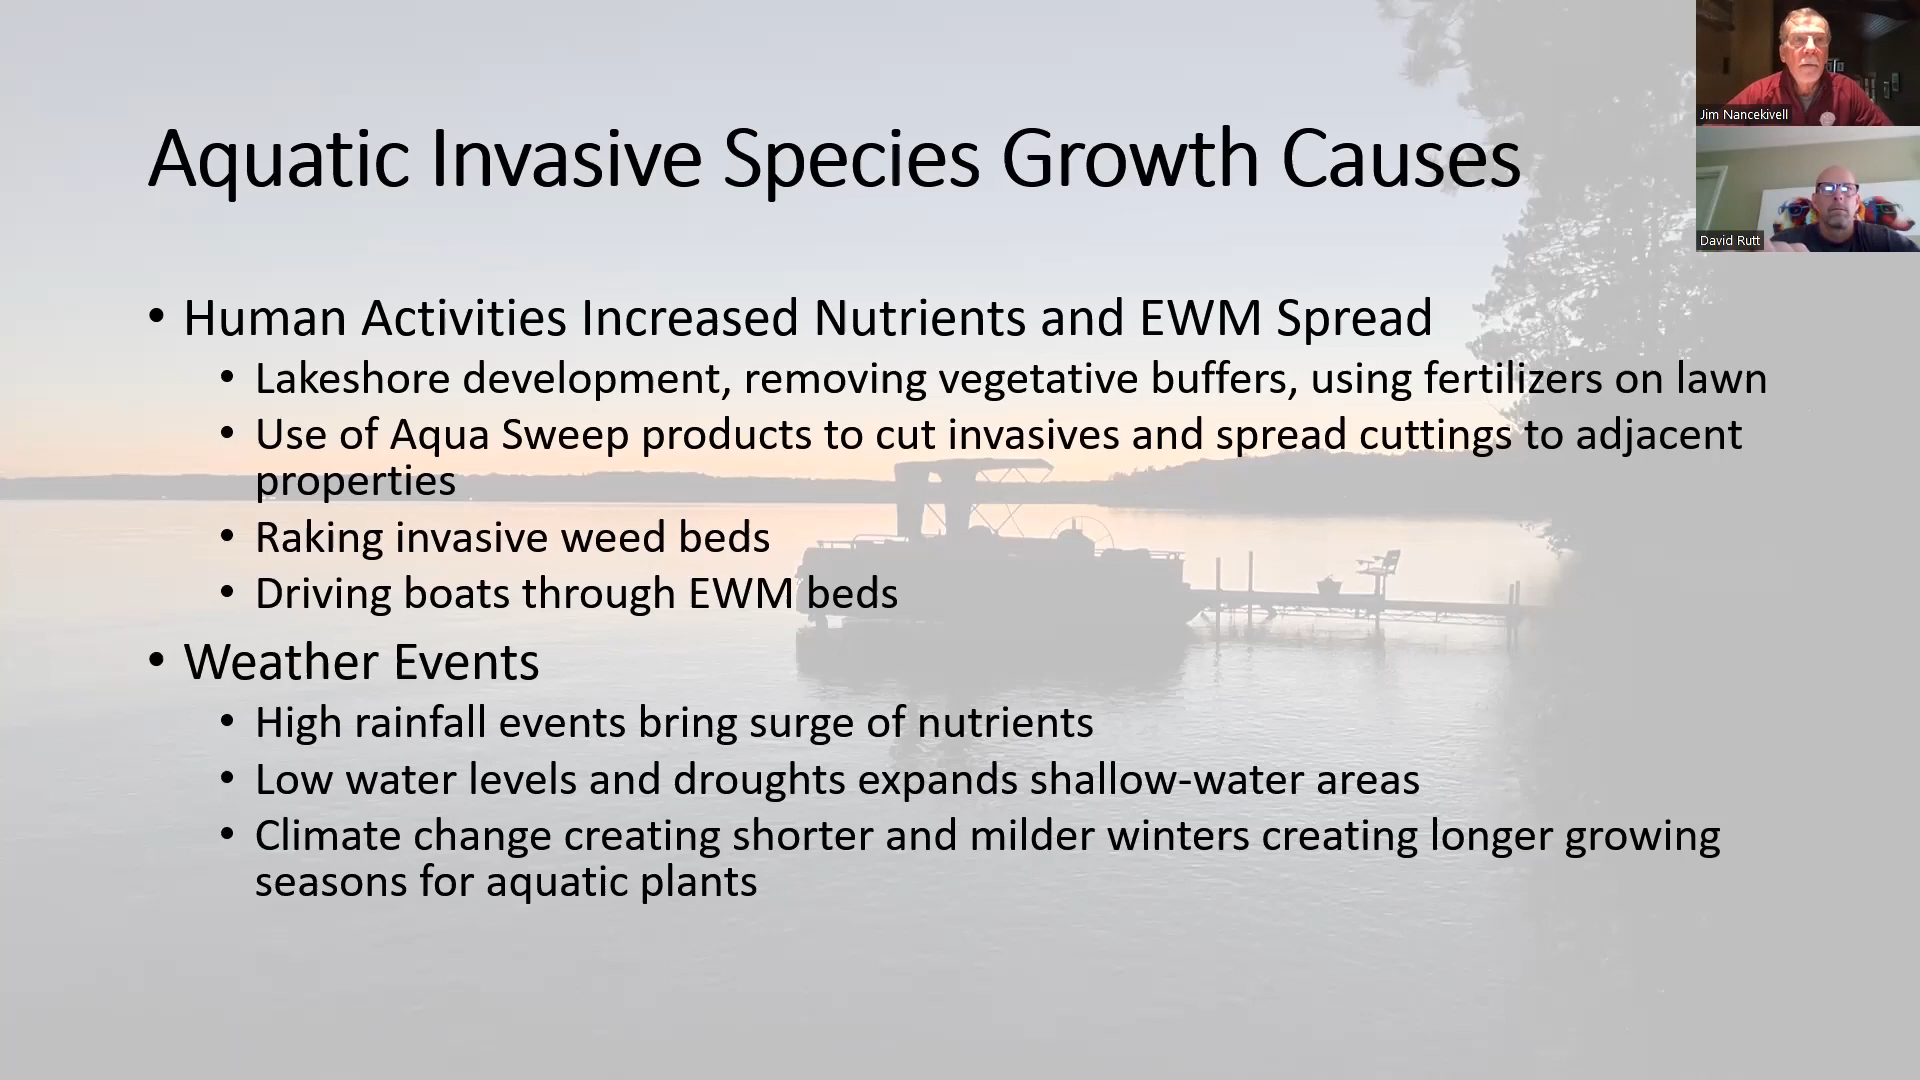 Aquatic Invasive Species Growth Causes
• Human Activities Increased Nutrients and EWM Spread
• Lakeshore development, removing vegetative buffers, using fertilizers on lawn
• Use of Aqua Sweep products to cut invasives and spread cuttings to adjacent
properties
• Raking invasive weed beds
• Driving boats through EWM beds
• Weather Events
• High rainfall events bring surge of nutrients
• Low water levels and droughts expands shallow-water areas
• Climate change creating shorter and milder winters creating longer growing
seasons for aquatic plants
Jim Nancekivell
David Rutt